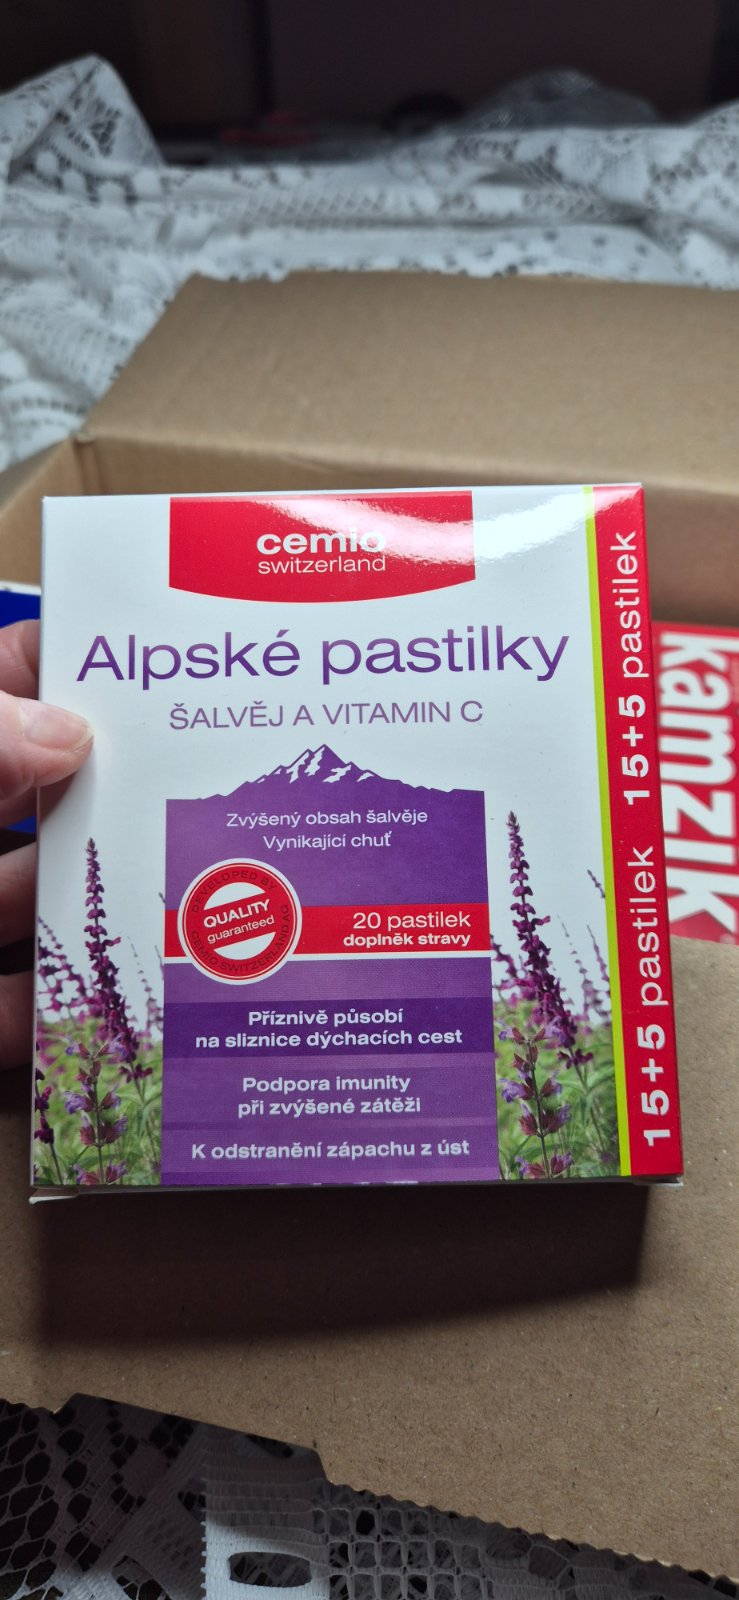 cemio
switzerland
Alpské pastilky
ŠALVĚJ A VITAMIN C
Zvýšený obsah šalvěje
Vynikající chuť
DEVELOPED BY
QUALITY
guaranteed
CEMIO SWITZERLAND AG
20 pastilek
doplněk stravy
Příznivě působí
na sliznice dýchacích cest
Podpora imunity
při zvýšené zátěži
K odstranění zápachu z úst
15+5 pastilek 15+5 pastilek
kamzík